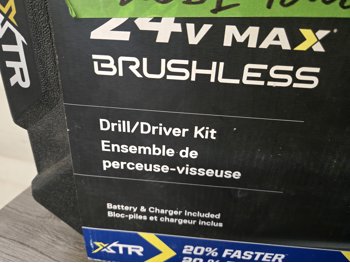 XTR
24V MAX
BRUSHLESS
Drill/Driver Kit
Ensemble de
perceuse-visseuse
Battery & Charger Included
Bloc-piles et chargeur inclus
XTR
20% FASTER